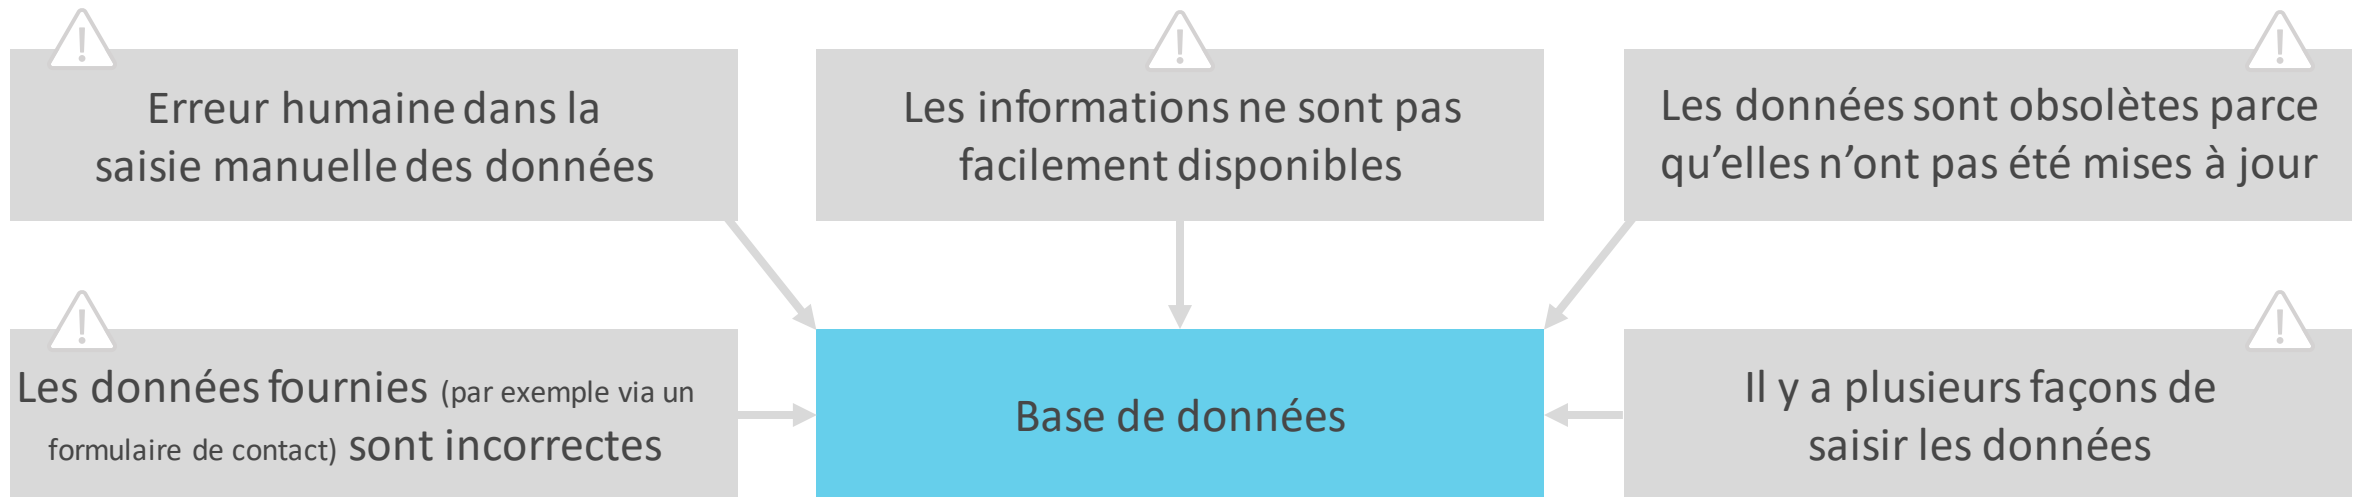 Erreur humaine dans la
saisie manuelle des données
Les informations ne sont pas
facilement disponibles
Les données sont obsolètes parce
qu’elles n’ont pas été mises à jour
Les données fournies (par exemple via un
formulaire de contact) sont incorrectes
Base de données
Il y a plusieurs façons de
saisir les données